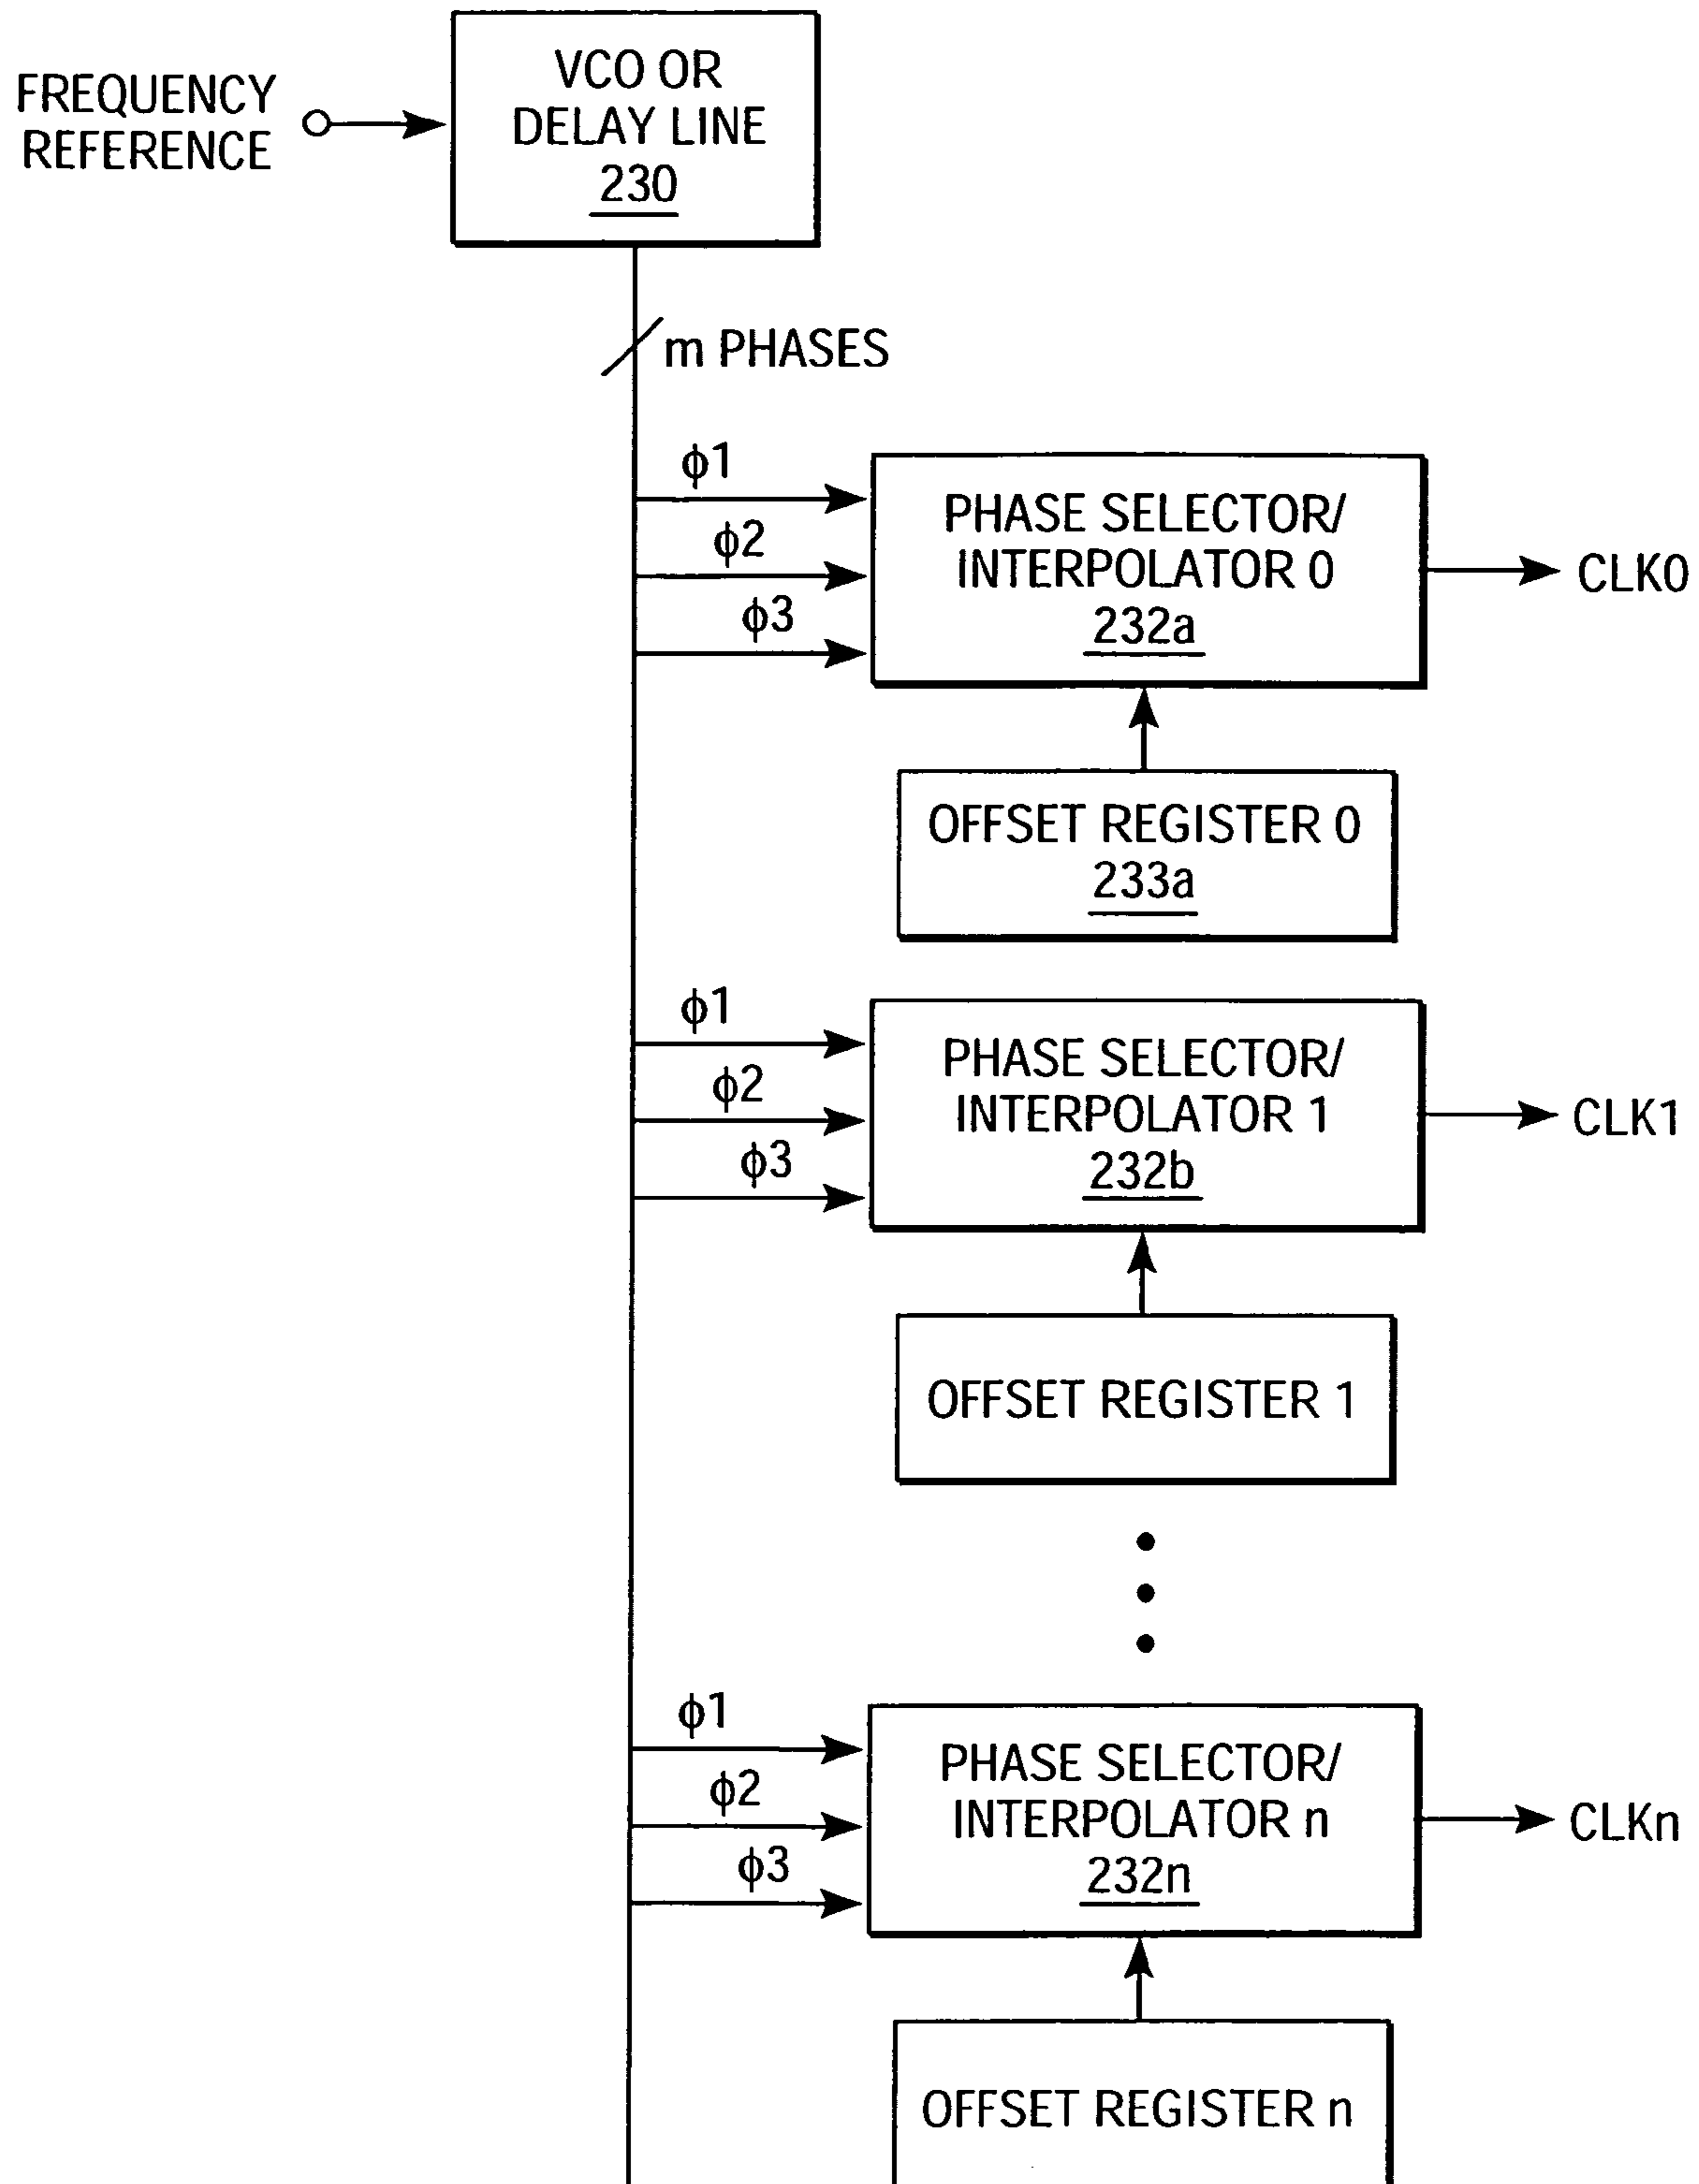 FREQUENCY
REFERENCE
VCO OR
DELAY LINE
230
m PHASES
ϕ1
ϕ2
ϕ3
PHASE SELECTOR/
INTERPOLATOR 0
232a
CLK0
OFFSET REGISTER 0
233a
ϕ1
ϕ2
ϕ3
PHASE SELECTOR/
INTERPOLATOR 1
232b
CLK1
OFFSET REGISTER 1
ϕ1
ϕ2
ϕ3
PHASE SELECTOR/
INTERPOLATOR n
232n
CLKn
OFFSET REGISTER n